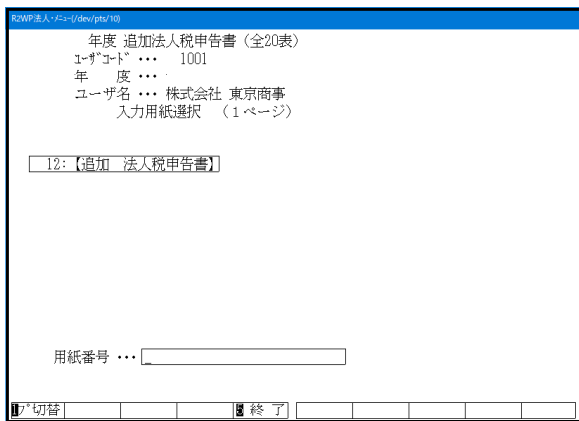 R2WP法人・メニュー(/dev/pts/10)
年度 追加法人税申告書（全20表）
ﾕｰｻﾞｺｰﾄﾞ ･･･ 1001
年　　度 ･･･
ユーザ名 ･･･ 株式会社 東京商事
入力用紙選択　（１ページ）
12:【追加　法人税申告書】
用紙番号 ･･･ _
1ﾌﾟ切替 5 終 了